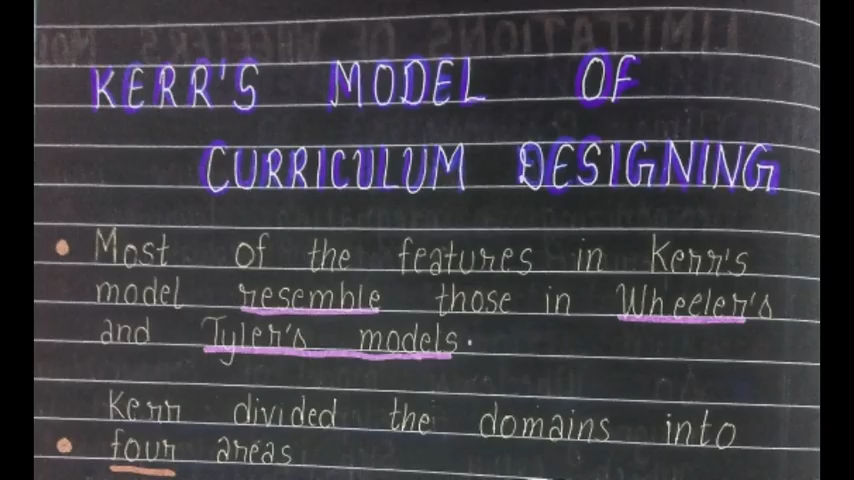 KERR'S MODEL OF
CURRICULUM DESIGNING
• Most of the features in Kerr's
model resemble those in Wheeler's
and Tyler's models.
Kerr divided the domains into
• four areas